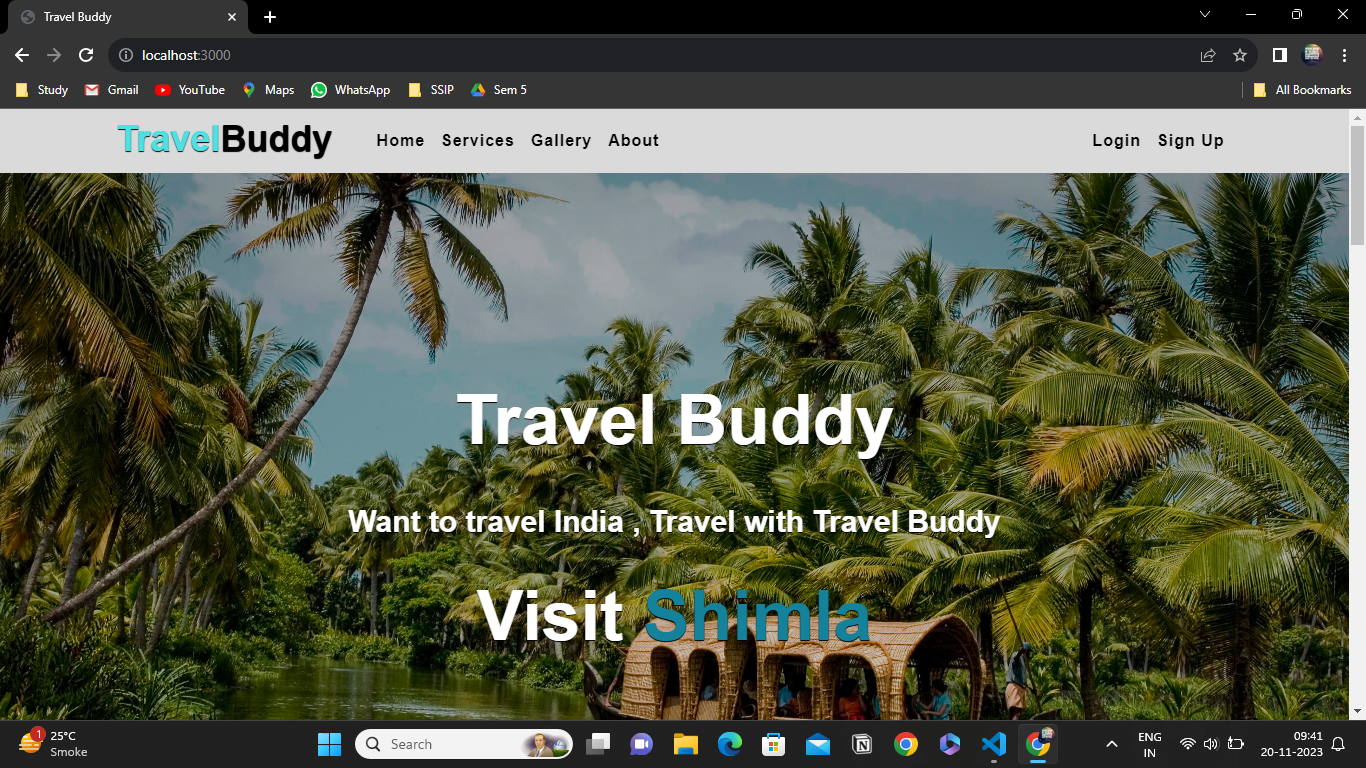 Travel Buddy
localhost:3000
Study Gmail YouTube Maps WhatsApp SSIP Sem 5 All Bookmarks
TravelBuddy Home Services Gallery About Login Sign Up
Travel Buddy
Want to travel India , Travel with Travel Buddy
Visit Shimla
1
25°C
Smoke
Search
ENG
IN
09:41
20-11-2023